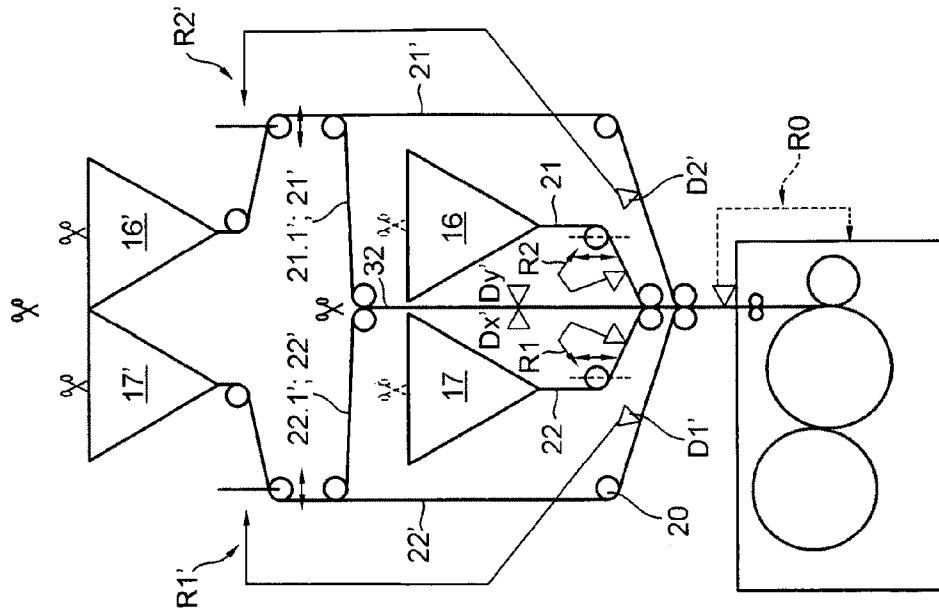 R2'
R1'
17'
16'
21'
22'
22.1'; 22'
21.1'; 21'
32
17
16
Dx'
Dy'
R1
R2
22
21
D1'
D2'
20
R0